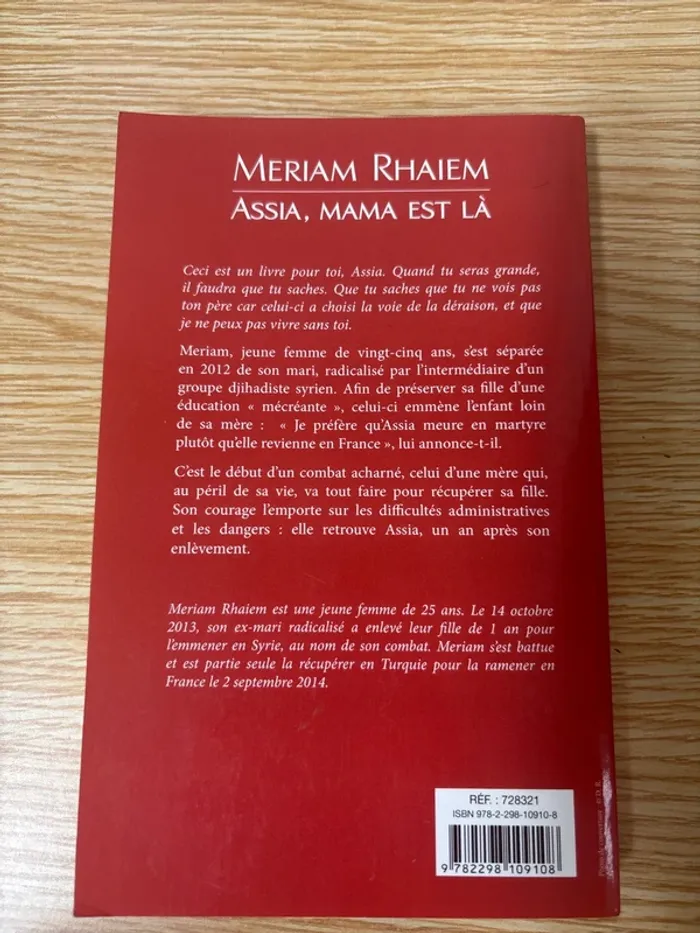 MERIAM RHAIEM
ASSIA, MAMA EST LÀ
Ceci est un livre pour toi, Assia. Quand tu seras grande,
il faudra que tu saches. Que tu saches que tu ne vois pas
ton père car celui-ci a choisi la voie de la déraison, et que
je ne peux pas vivre sans toi.
Meriam, jeune femme de vingt-cinq ans, s'est séparée
en 2012 de son mari, radicalisé par l'intermédiaire d'un
groupe djihadiste syrien. Afin de préserver sa fille d'une
éducation « mécréante », celui-ci emmène l'enfant loin
de sa mère : « Je préfère qu'Assia meure en martyre
plutôt qu'elle revienne en France », lui annonce-t-il.
C'est le début d'un combat acharné, celui d'une mère qui,
au péril de sa vie, va tout faire pour récupérer sa fille.
Son courage l'emporte sur les difficultés administratives
et les dangers : elle retrouve Assia, un an après son
enlèvement.
Meriam Rhaiem est une jeune femme de 25 ans. Le 14 octobre
2013, son ex-mari radicalisé a enlevé leur fille de 1 an pour
l'emmener en Syrie, au nom de son combat. Meriam s'est battue
et est partie seule la récupérer en Turquie pour la ramener en
France le 2 septembre 2014.
RÉF. : 728321
ISBN 978-2-298-10910-8
9 782298 109108
de couverture : © D. R.